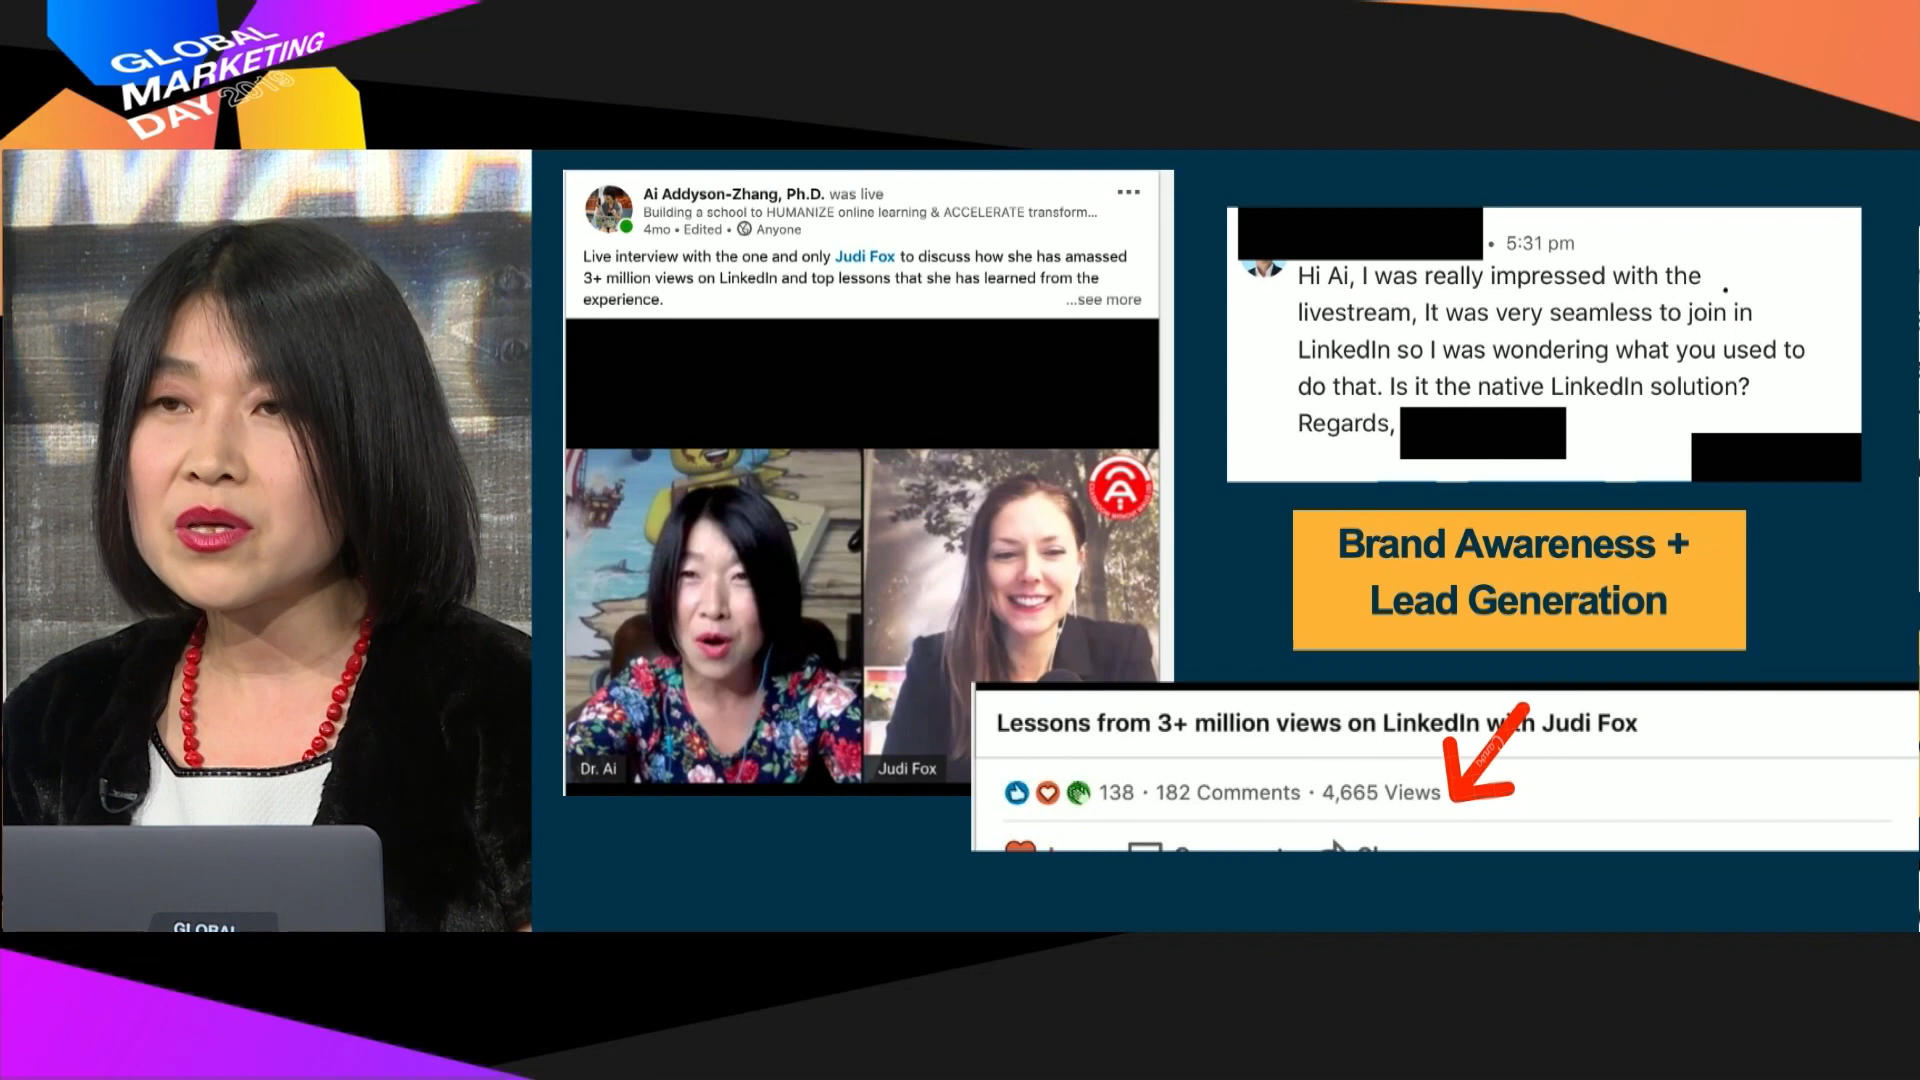 GLOBAL
MARKETING
DAY 2019
GLOBAL
Ai Addyson-Zhang, Ph.D. was live
Building a school to HUMANIZE online learning & ACCELERATE transform...
4mo • Edited • Anyone
Live interview with the one and only Judi Fox to discuss how she has amassed
3+ million views on LinkedIn and top lessons that she has learned from the
experience.
...see more
Dr. Ai
Judi Fox
• 5:31 pm
Hi Ai, I was really impressed with the
livestream, It was very seamless to join in
LinkedIn so I was wondering what you used to
do that. Is it the native LinkedIn solution?
Regards,
Brand Awareness +
Lead Generation
Lessons from 3+ million views on LinkedIn with Judi Fox
Canva
138 · 182 Comments · 4,665 Views